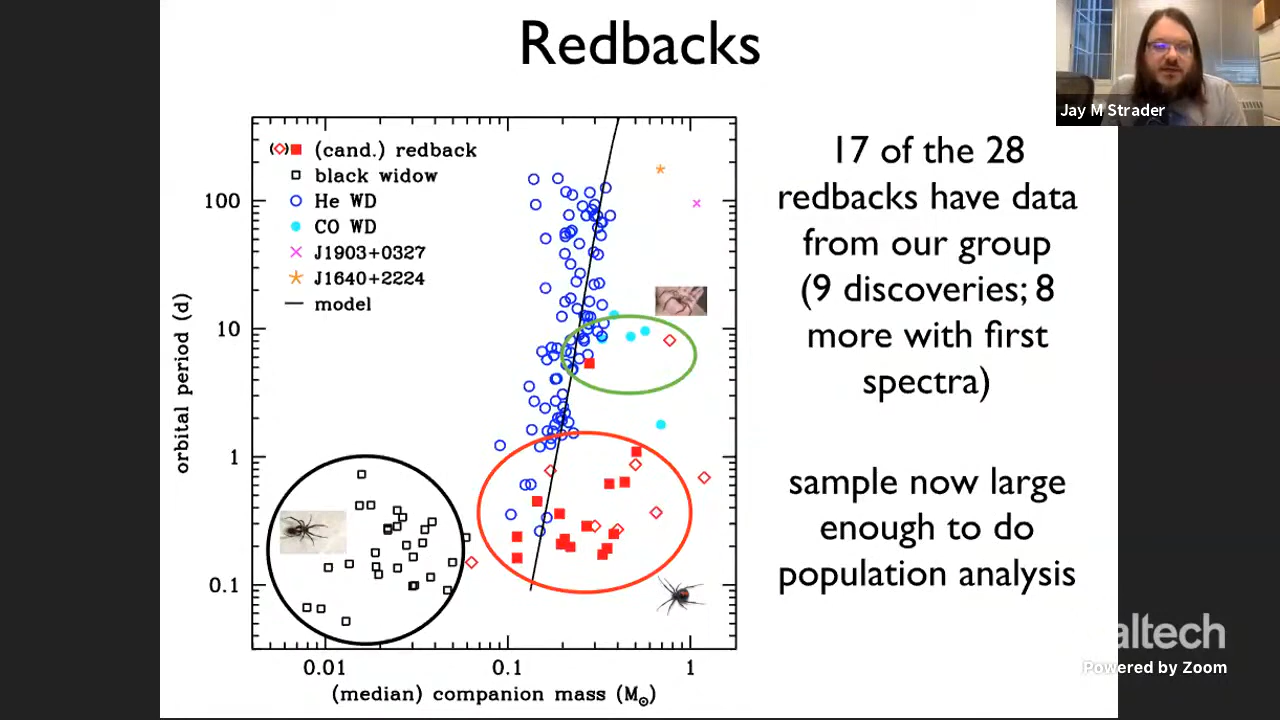 Redbacks
Jay M Strader
(cand.) redback
black widow
He WD
CO WD
J1903+0327
J1640+2224
model
100
10
1
0.1
orbital period (d)
0.01
0.1
1
(median) companion mass (M☉)
17 of the 28
redbacks have data
from our group
(9 discoveries; 8
more with first
spectra)
sample now large
enough to do
population analysis
altech
Powered by Zoom